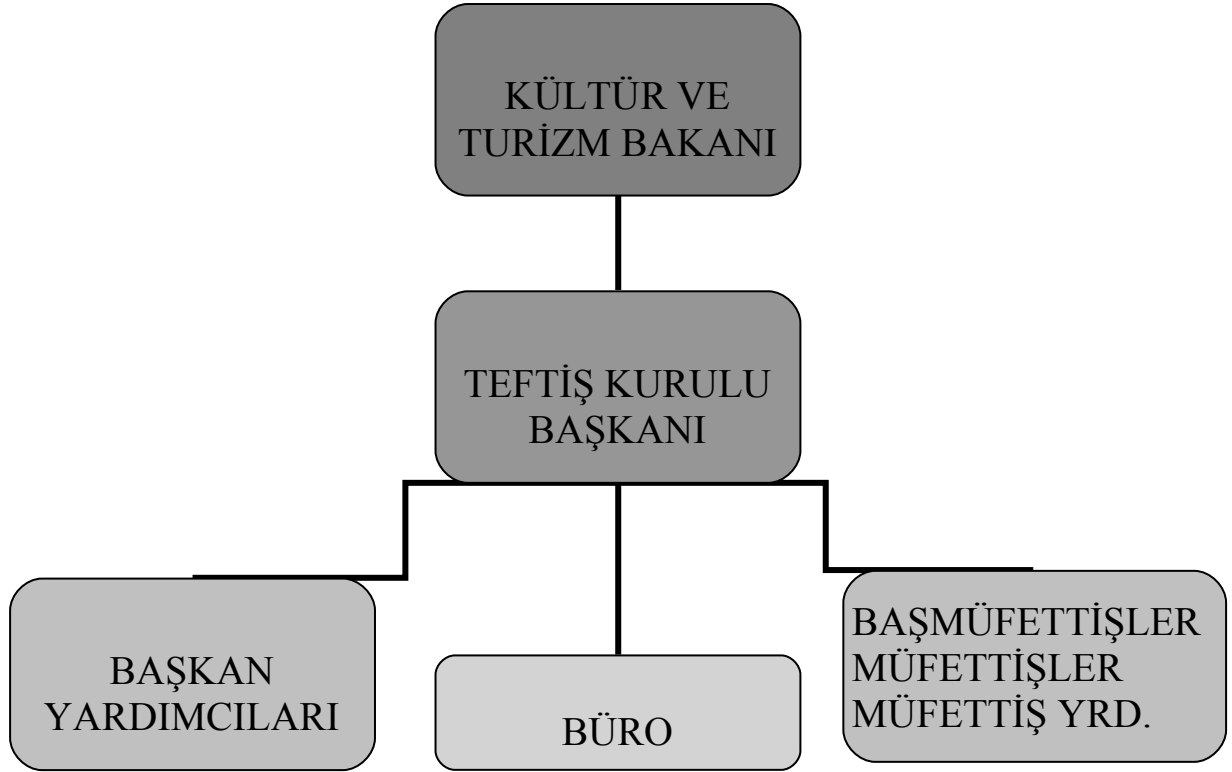 KÜLTÜR VE
TURİZM BAKANI
TEFTİŞ KURULU
BAŞKANI
BAŞKAN
YARDIMCILARI
BÜRO
BAŞMÜFETTİŞLER
MÜFETTİŞLER
MÜFETTİŞ YRD.